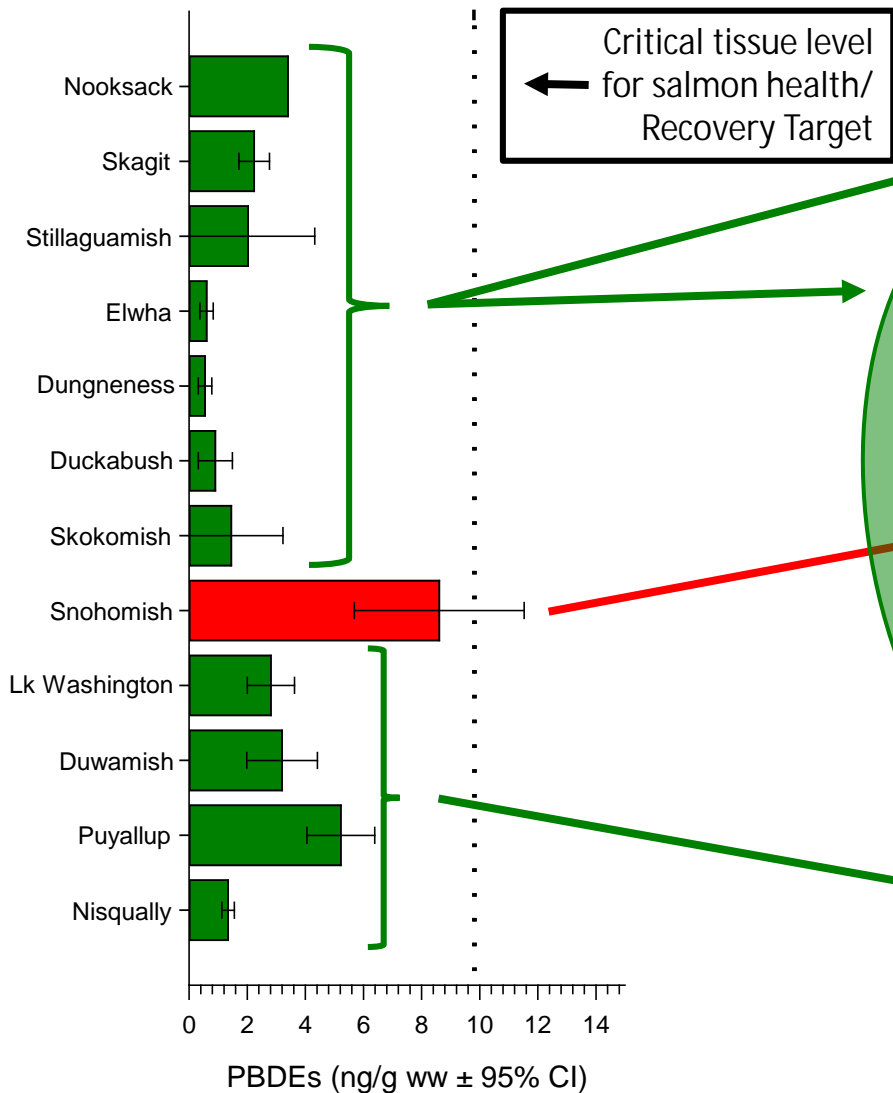 Critical tissue level
for salmon health/
Recovery Target
Nooksack
Skagit
Stillaguamish
Elwha
Dungneness
Duckabush
Skokomish
Snohomish
Lk Washington
Duwamish
Puyallup
Nisqually
0 2 4 6 8 10 12 14
PBDEs (ng/g ww ± 95% CI)